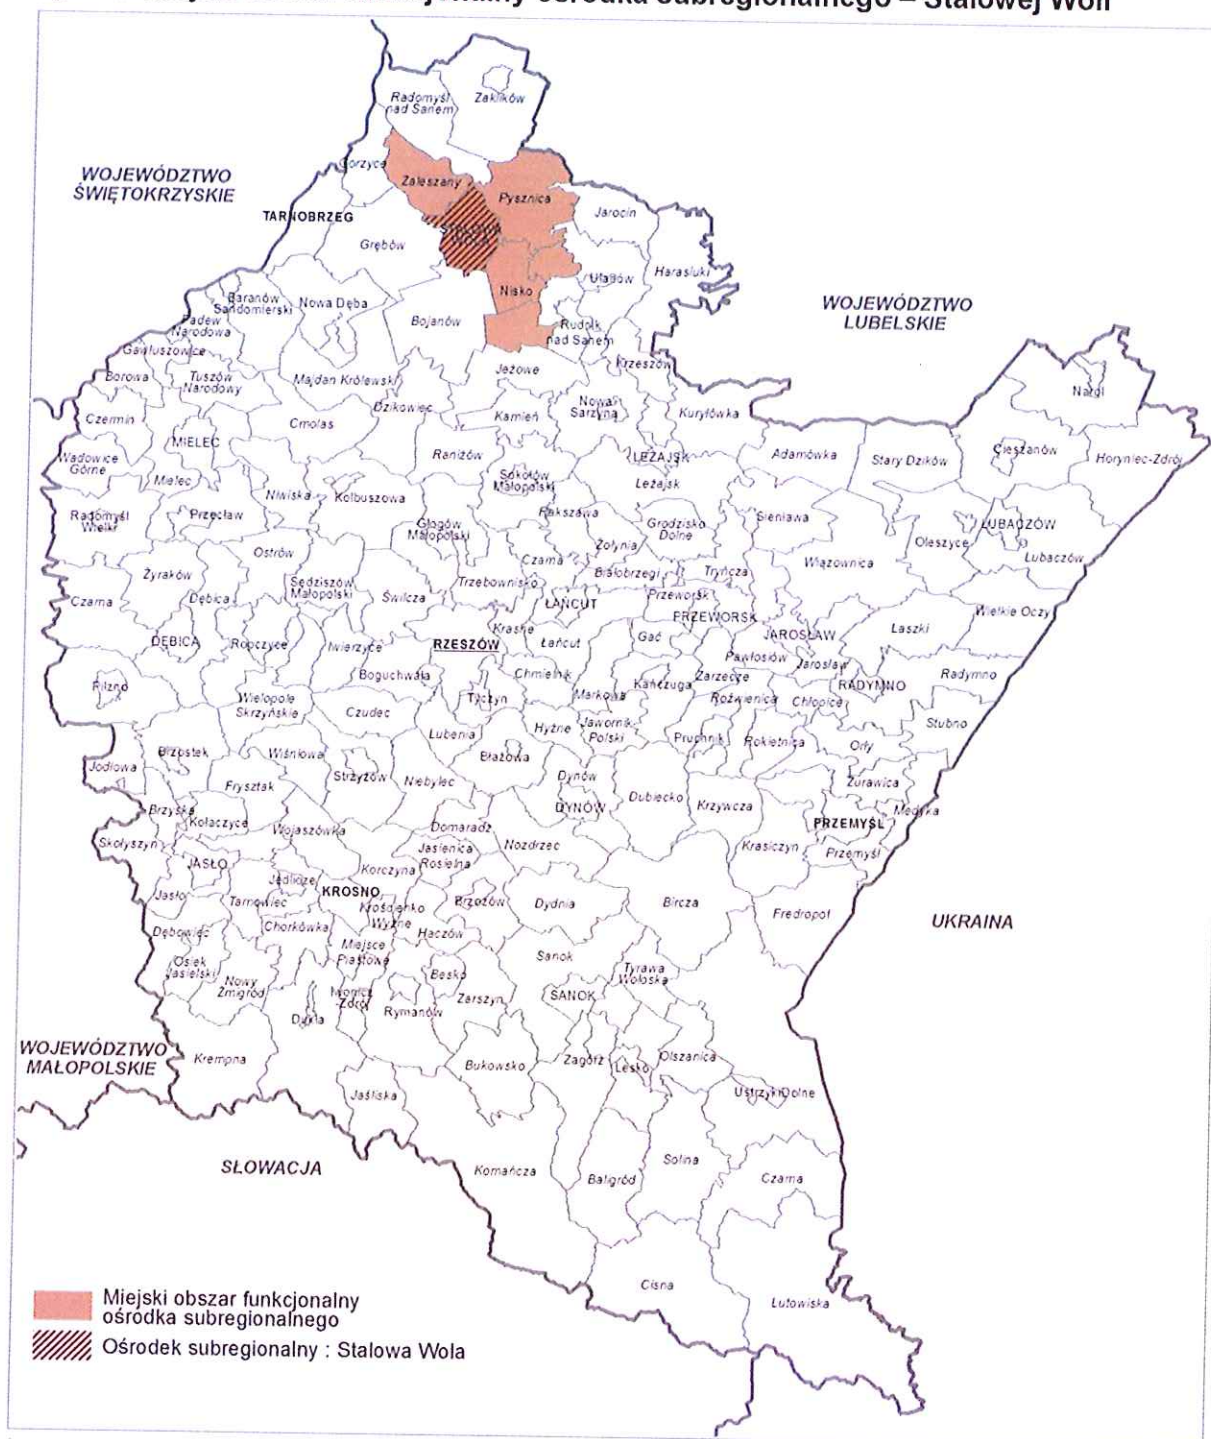 ośrodka subregionalnego – Stalowej Woli
Radomyśl
nad Sanem
Zaklików
WOJEWÓDZTWO
ŚWIĘTOKRZYSKIE
Gorzyce
Zaleszany
Pysznica
TARNOBRZEG
Jarocin
Grębów
Ulanów
Harasiuki
Nisko
Baranów
Sandomierski
Nowa Dęba
WOJEWÓDZTWO
LUBELSKIE
Padew
Narodowa
Bojanów
Rudnik
nad Sanem
Gawłuszowice
Krzeszów
Borowa
Tuszów
Narodowy
Majdan Królewski
Jeżowe
Narol
Czermin
Cmolas
Dzikowiec
Kamień
Nowa
Sarzyna
Kuryłówka
MIELEC
Wadowice
Górne
Raniżów
LEŻAJSK
Adamówka
Stary Dzików
Cieszanów
Horyniec-Zdrój
Mielec
Niwiska
Kolbuszowa
Sokołów
Małopolski
Leżajsk
Radomyśl
Wielki
Przecław
Głogów
Małopolski
Rakszawa
Grodzisko
Dolne
Sieniawa
LUBACZÓW
Oleszyce
Lubaczów
Ostrów
Żołynia
Wiązownica
Żyraków
Czarna
Białobrzegi
Tryńcza
Czarna
Dębica
Sędziszów
Małopolski
Świlcza
Trzebownisko
ŁAŃCUT
Przeworsk
PRZEWORSK
Wielkie Oczy
DĘBICA
Ropczyce
Iwierzyce
RZESZÓW
Krasne
Łańcut
Gać
JAROSŁAW
Laszki
Pawłosiów
Jarosław
Pilzno
Boguchwała
Chmielnik
Markowa
Kańczuga
Zarzecze
RADYMNO
Radymno
Wielopole
Skrzyńskie
Czudec
Tyczyn
Roźwienica
Chłopice
Lubenia
Hyżne
Jawornik
Polski
Pruchnik
Rokietnica
Orły
Stubno
Jodłowa
Brzostek
Wiśniowa
Strzyżów
Niebylec
Błażowa
Dynów
DYNÓW
Dubiecko
Krzywcza
Żurawica
Medyka
Frysztak
Brzyska
Kołaczyce
Wojaszówka
Domaradz
PRZEMYŚL
Skołyszyn
Jasienica
Rosielna
Nozdrzec
Krasiczyn
Przemyśl
JASŁO
Jedlicze
Korczyna
Jasło
Tarnowiec
KROSNO
Krościenko
Wyżne
Brzozów
Dydnia
Bircza
Fredropol
UKRAINA
Dębowiec
Chorkówka
Haczów
Miejsce
Piastowe
Osiek
Jasielski
Nowy
Żmigród
Besko
Sanok
Tyrawa
Wołoska
Iwonicz
-Zdrój
Rymanów
Zarszyn
SANOK
Dukla
WOJEWÓDZTWO
MAŁOPOLSKIE
Krempna
Bukowsko
Zagórz
Lesko
Olszanica
Ustrzyki Dolne
Jaśliska
SŁOWACJA
Komańcza
Baligród
Solina
Czarna
Cisna
Lutowiska
Miejski obszar funkcjonalny
ośrodka subregionalnego
Ośrodek subregionalny : Stalowa Wola